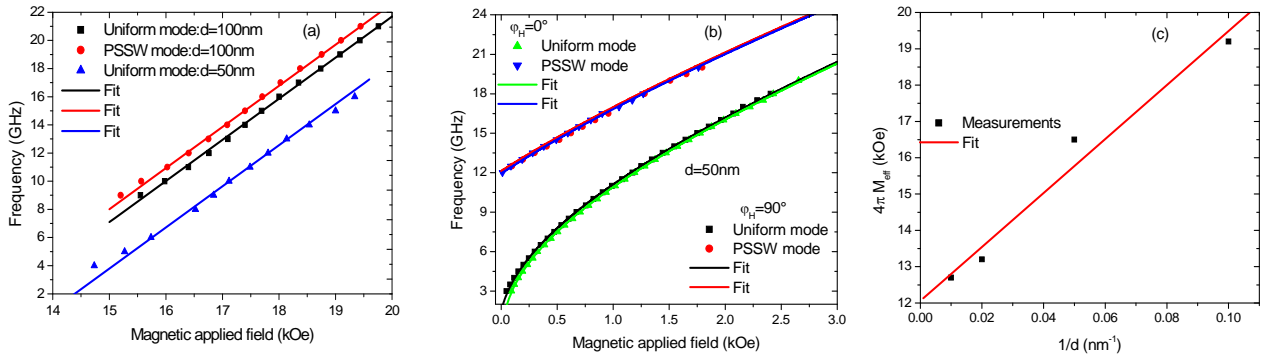 (a)
Uniform mode:d=100nm
PSSW mode:d=100nm
Uniform mode:d=50nm
Fit
Fit
Fit
22
20
18
16
14
12
10
8
6
4
2
Frequency (GHz)
14 15 16 17 18 19 20
Magnetic applied field (kOe)
(b)
φH=0°
Uniform mode
PSSW mode
Fit
Fit
d=50nm
φH=90°
Uniform mode
PSSW mode
Fit
Fit
24
21
18
15
12
9
6
3
0
Frequency (GHz)
0.0 0.5 1.0 1.5 2.0 2.5 3.0
Magnetic applied field (kOe)
(c)
Measurements
Fit
20
19
18
17
16
15
14
13
12
4π Meff (kOe)
0.00 0.02 0.04 0.06 0.08 0.10
1/d (nm-1)